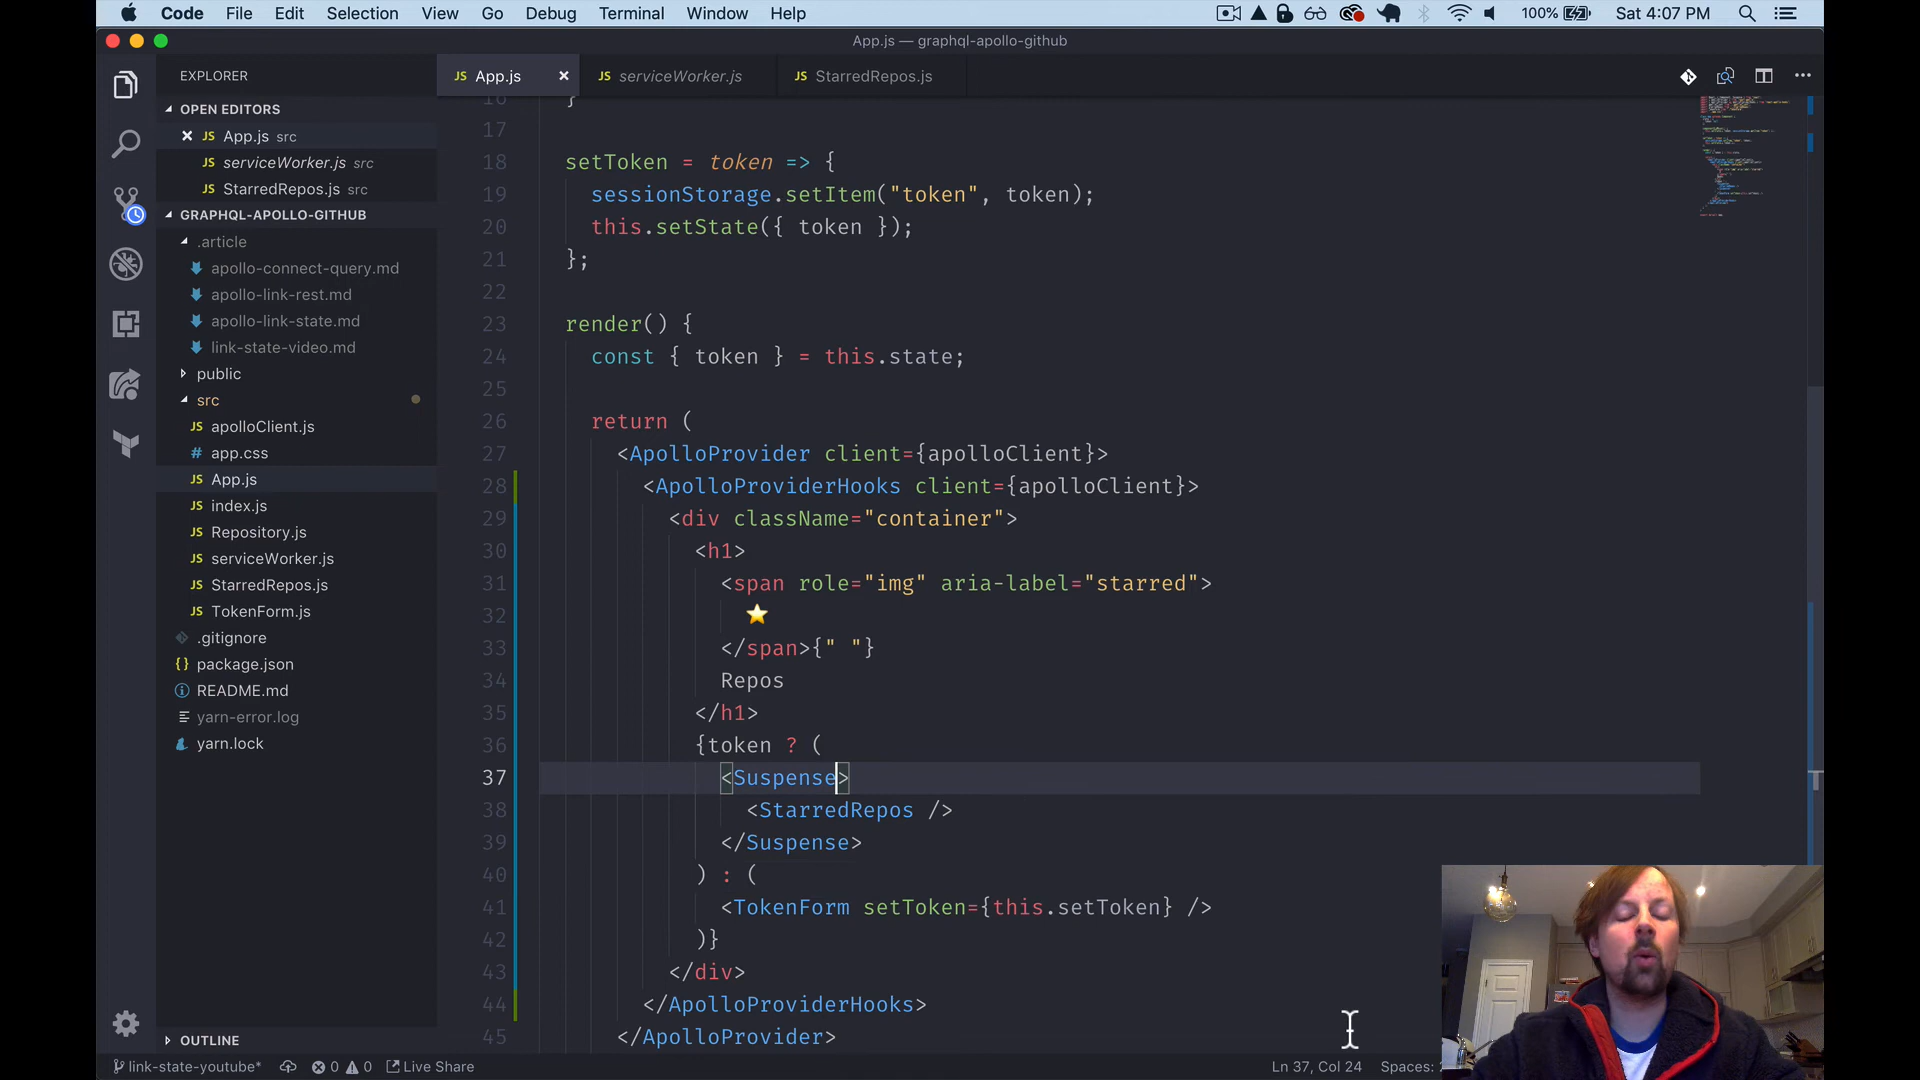 Code File Edit Selection View Go Debug Terminal Window Help 100% Sat 4:07 PM
App.js — graphql-apollo-github
EXPLORER
JS App.js
JS serviceWorker.js
JS StarredRepos.js
OPEN EDITORS
JS App.js src
JS serviceWorker.js src
JS StarredRepos.js src
GRAPHQL-APOLLO-GITHUB
.article
apollo-connect-query.md
apollo-link-rest.md
apollo-link-state.md
link-state-video.md
public
src
JS apolloClient.js
# app.css
JS App.js
JS index.js
JS Repository.js
JS serviceWorker.js
JS StarredRepos.js
JS TokenForm.js
.gitignore
{} package.json
README.md
yarn-error.log
yarn.lock
OUTLINE
16 }
17
18 setToken = token => {
19 sessionStorage.setItem("token", token);
20 this.setState({ token });
21 };
22
23 render() {
24 const { token } = this.state;
25
26 return (
27 <ApolloProvider client={apolloClient}>
28 <ApolloProviderHooks client={apolloClient}>
29 <div className="container">
30 <h1>
31 <span role="img" aria-label="starred">
32 ⭐
33 </span>{" "}
34 Repos
35 </h1>
36 {token ? (
37 <Suspense>
38 <StarredRepos />
39 </Suspense>
40 ) : (
41 <TokenForm setToken={this.setToken} />
42 )}
43 </div>
44 </ApolloProviderHooks>
45 </ApolloProvider>
link-state-youtube* 0 0 Live Share Ln 37, Col 24 Spaces: